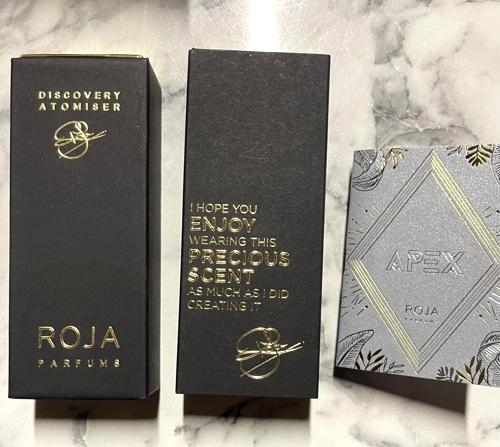 DISCOVERY
ATOMISER
ROJA
PARFUMS
I HOPE YOU
ENJOY
WEARING THIS
PRECIOUS
SCENT
AS MUCH AS I DID
CREATING IT
APEX
ROJA
PARFUMS